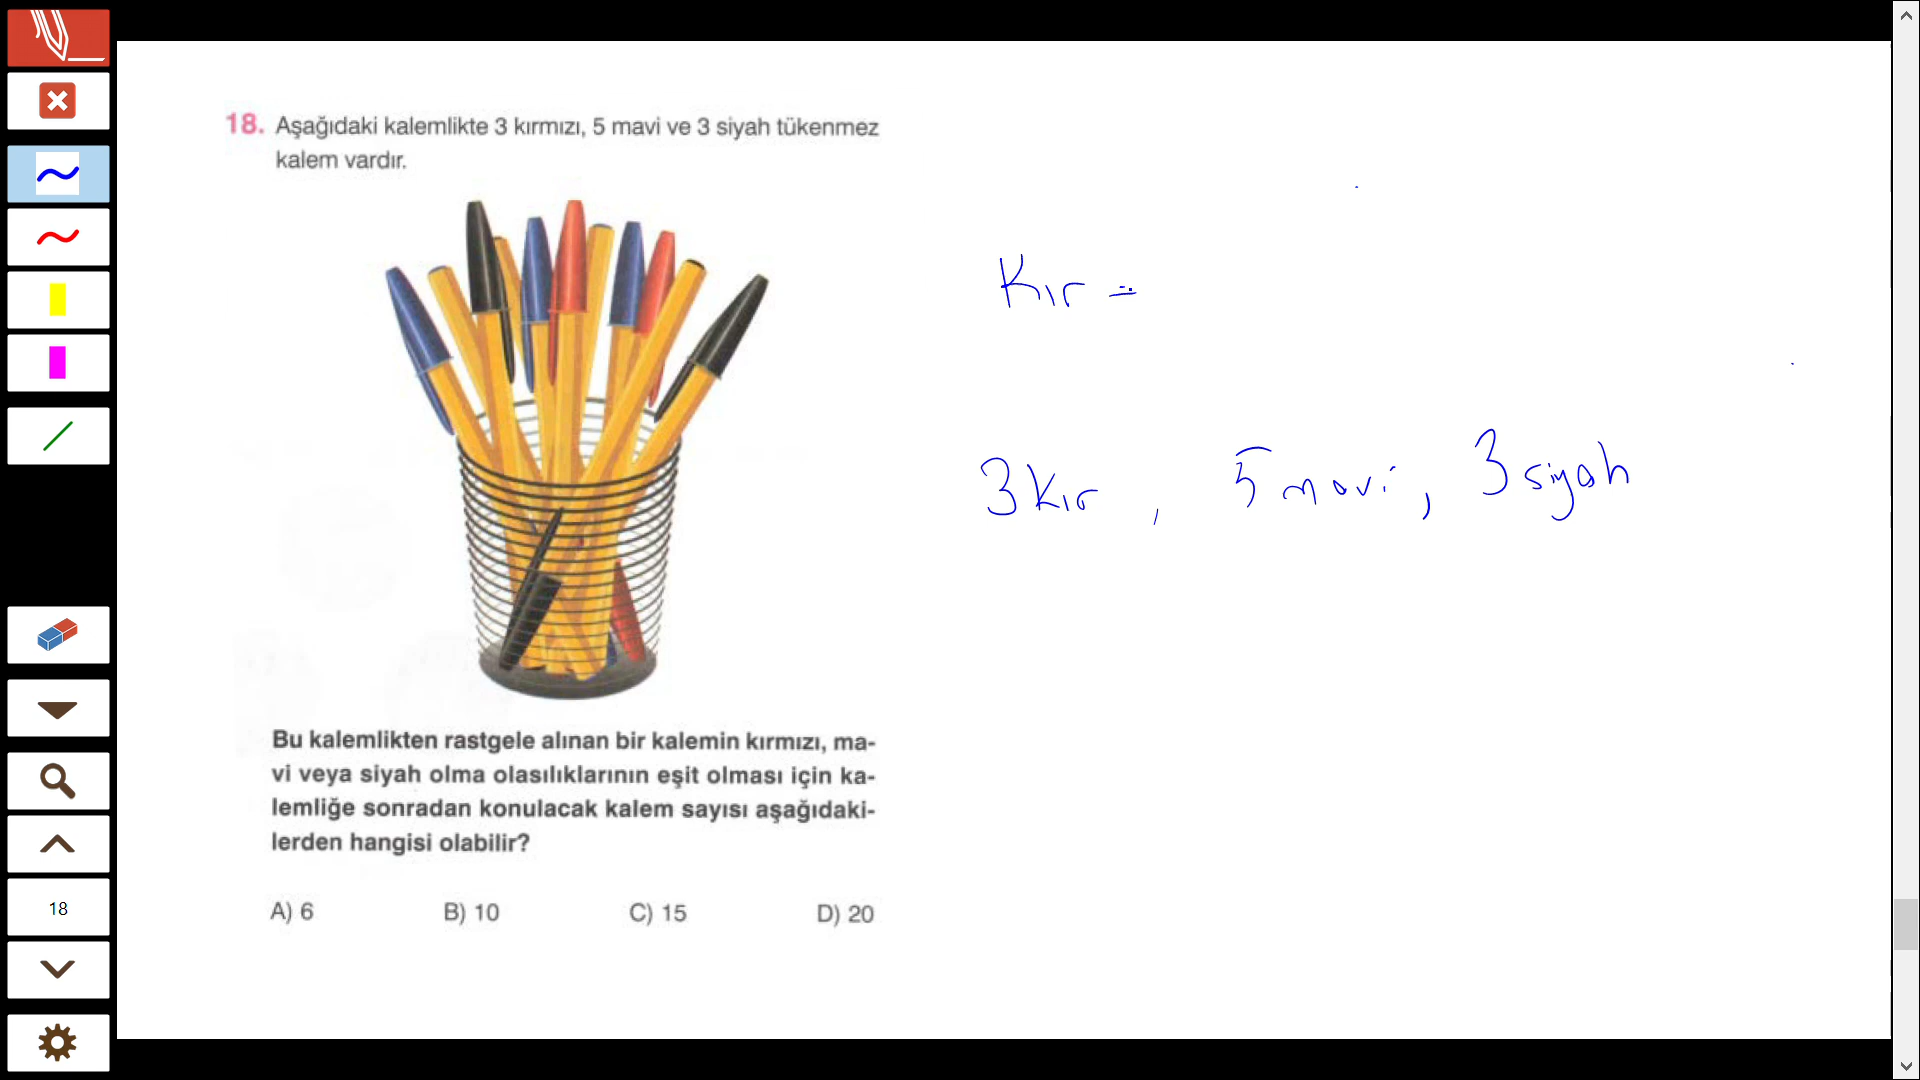 18. Aşağıdaki kalemlikte 3 kırmızı, 5 mavi ve 3 siyah tükenmez
kalem vardır.
Kır =
3 Kır , 5 mavi, 3 siyah
Bu kalemlikten rastgele alınan bir kalemin kırmızı, ma-
vi veya siyah olma olasılıklarının eşit olması için ka-
lemliğe sonradan konulacak kalem sayısı aşağıdaki-
lerden hangisi olabilir?
A) 6 B) 10 C) 15 D) 20
18